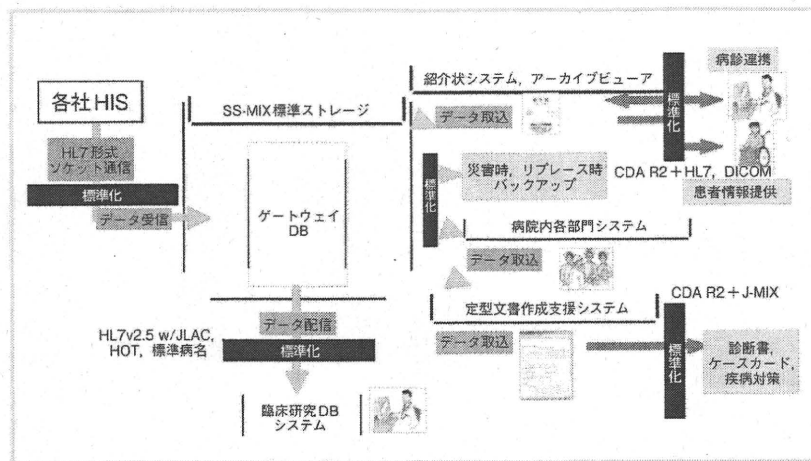 各社HIS
HL7形式
ソケット通信
標準化
データ受信
SS-MIX標準ストレージ
ゲートウェイ
DB
データ配信
HL7v2.5 w/JLAC,
HOT, 標準病名
標準化
臨床研究DB
システム
紹介状システム, アーカイブビューア
データ取込
標準化
病診連携
CDA R2+HL7, DICOM
患者情報提供
標準化
災害時, リプレース時
バックアップ
病院内各部門システム
データ取込
定型文書作成支援システム
データ取込
CDA R2+J-MIX
標準化
診断書,
ケースカード,
疾病対策